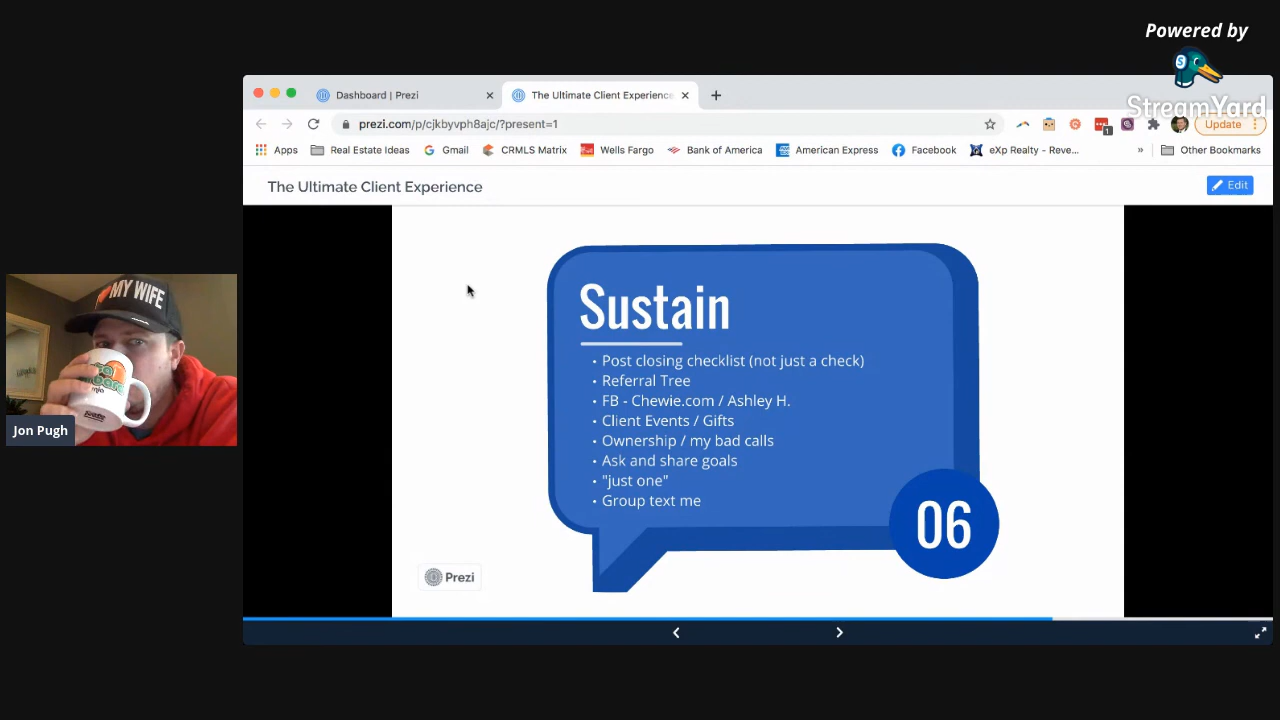 Powered by
StreamYard
Dashboard | Prezi
The Ultimate Client Experience
prezi.com/p/cjkbyvph8ajc/?present=1
Update
Apps
Real Estate Ideas
Gmail
CRMLS Matrix
Wells Fargo
Bank of America
American Express
Facebook
eXp Realty - Reve...
»
Other Bookmarks
The Ultimate Client Experience
Edit
Sustain
• Post closing checklist (not just a check)
• Referral Tree
• FB - Chewie.com / Ashley H.
• Client Events / Gifts
• Ownership / my bad calls
• Ask and share goals
• "just one"
• Group text me
06
Prezi
MY WIFE
Jon Pugh